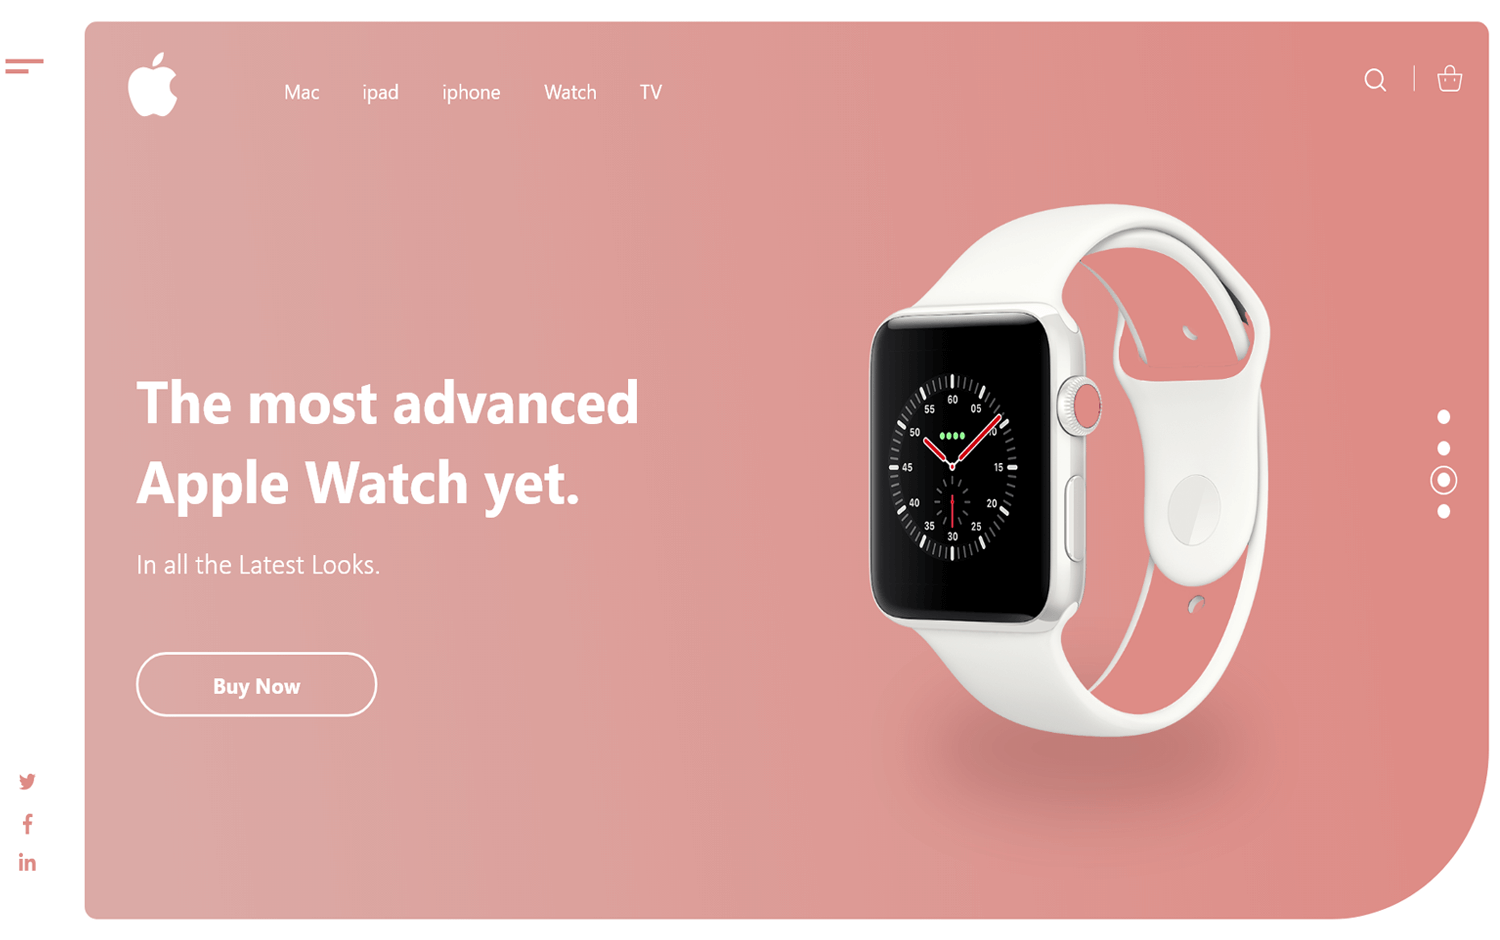 Mac ipad iphone Watch TV
The most advanced
Apple Watch yet.
In all the Latest Looks.
Buy Now
60
55 05
50 10
45 15
40 20
35 25
30
in